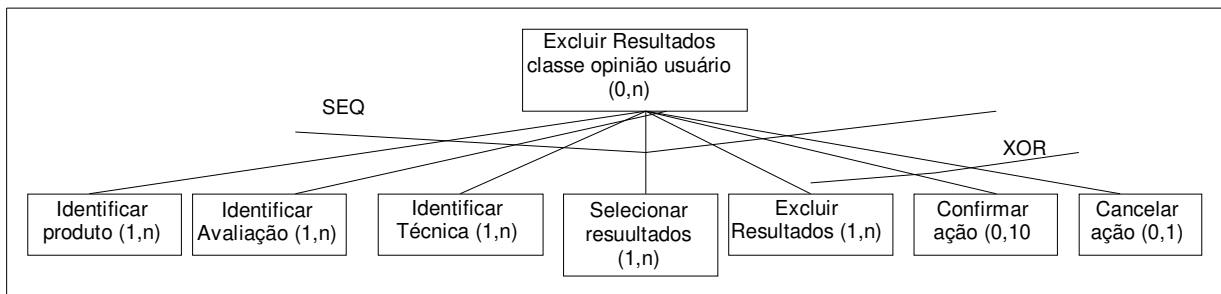 Excluir Resultados
classe opinião usuário
(0,n)
SEQ
XOR
Identificar
produto (1,n)
Identificar
Avaliação (1,n)
Identificar
Técnica (1,n)
Selecionar
resuultados
(1,n)
Excluir
Resultados (1,n)
Confirmar
ação (0,10
Cancelar
ação (0,1)